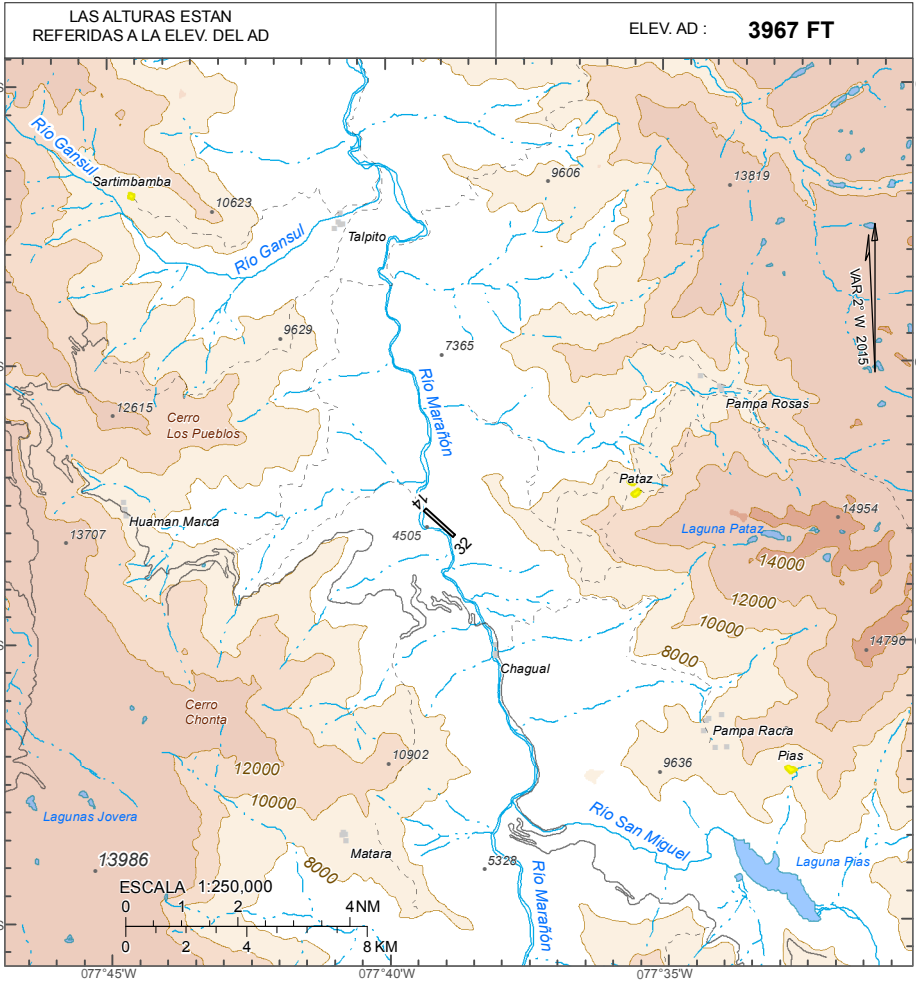 LAS ALTURAS ESTAN
REFERIDAS A LA ELEV. DEL AD
ELEV. AD : 3967 FT
Río Gansul
Sartimbamba
10623
9606
13819
Talpito
Río Gansul
VAR 2° W 2015
9629
7365
Río Marañón
12615
Cerro
Los Pueblos
Pampa Rosas
Pataz
14
32
4505
Huaman Marca
13707
Laguna Pataz
14954
14000
12000
10000
8000
14790
Chagual
Cerro
Chonta
Pampa Racra
12000
10902
9636
Pias
10000
Lagunas Jovera
Río San Miguel
Matara
8000
13986
5328
Río Marañón
Laguna Pias
ESCALA 1:250,000
0 1 2 4 NM
0 2 4 8 KM
077°45'W
077°40'W
077°35'W